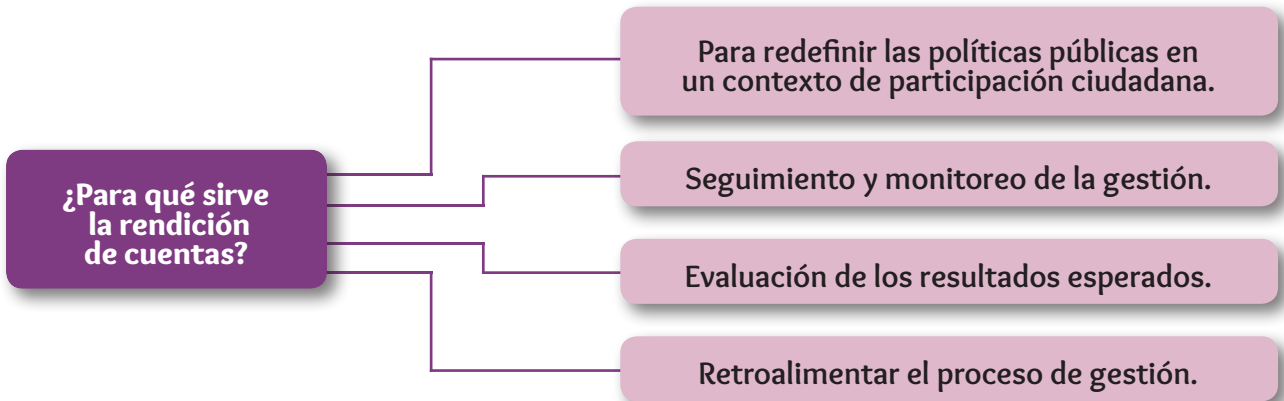 ¿Para qué sirve
la rendición
de cuentas?
Para redefinir las políticas públicas en
un contexto de participación ciudadana.
Seguimiento y monitoreo de la gestión.
Evaluación de los resultados esperados.
Retroalimentar el proceso de gestión.